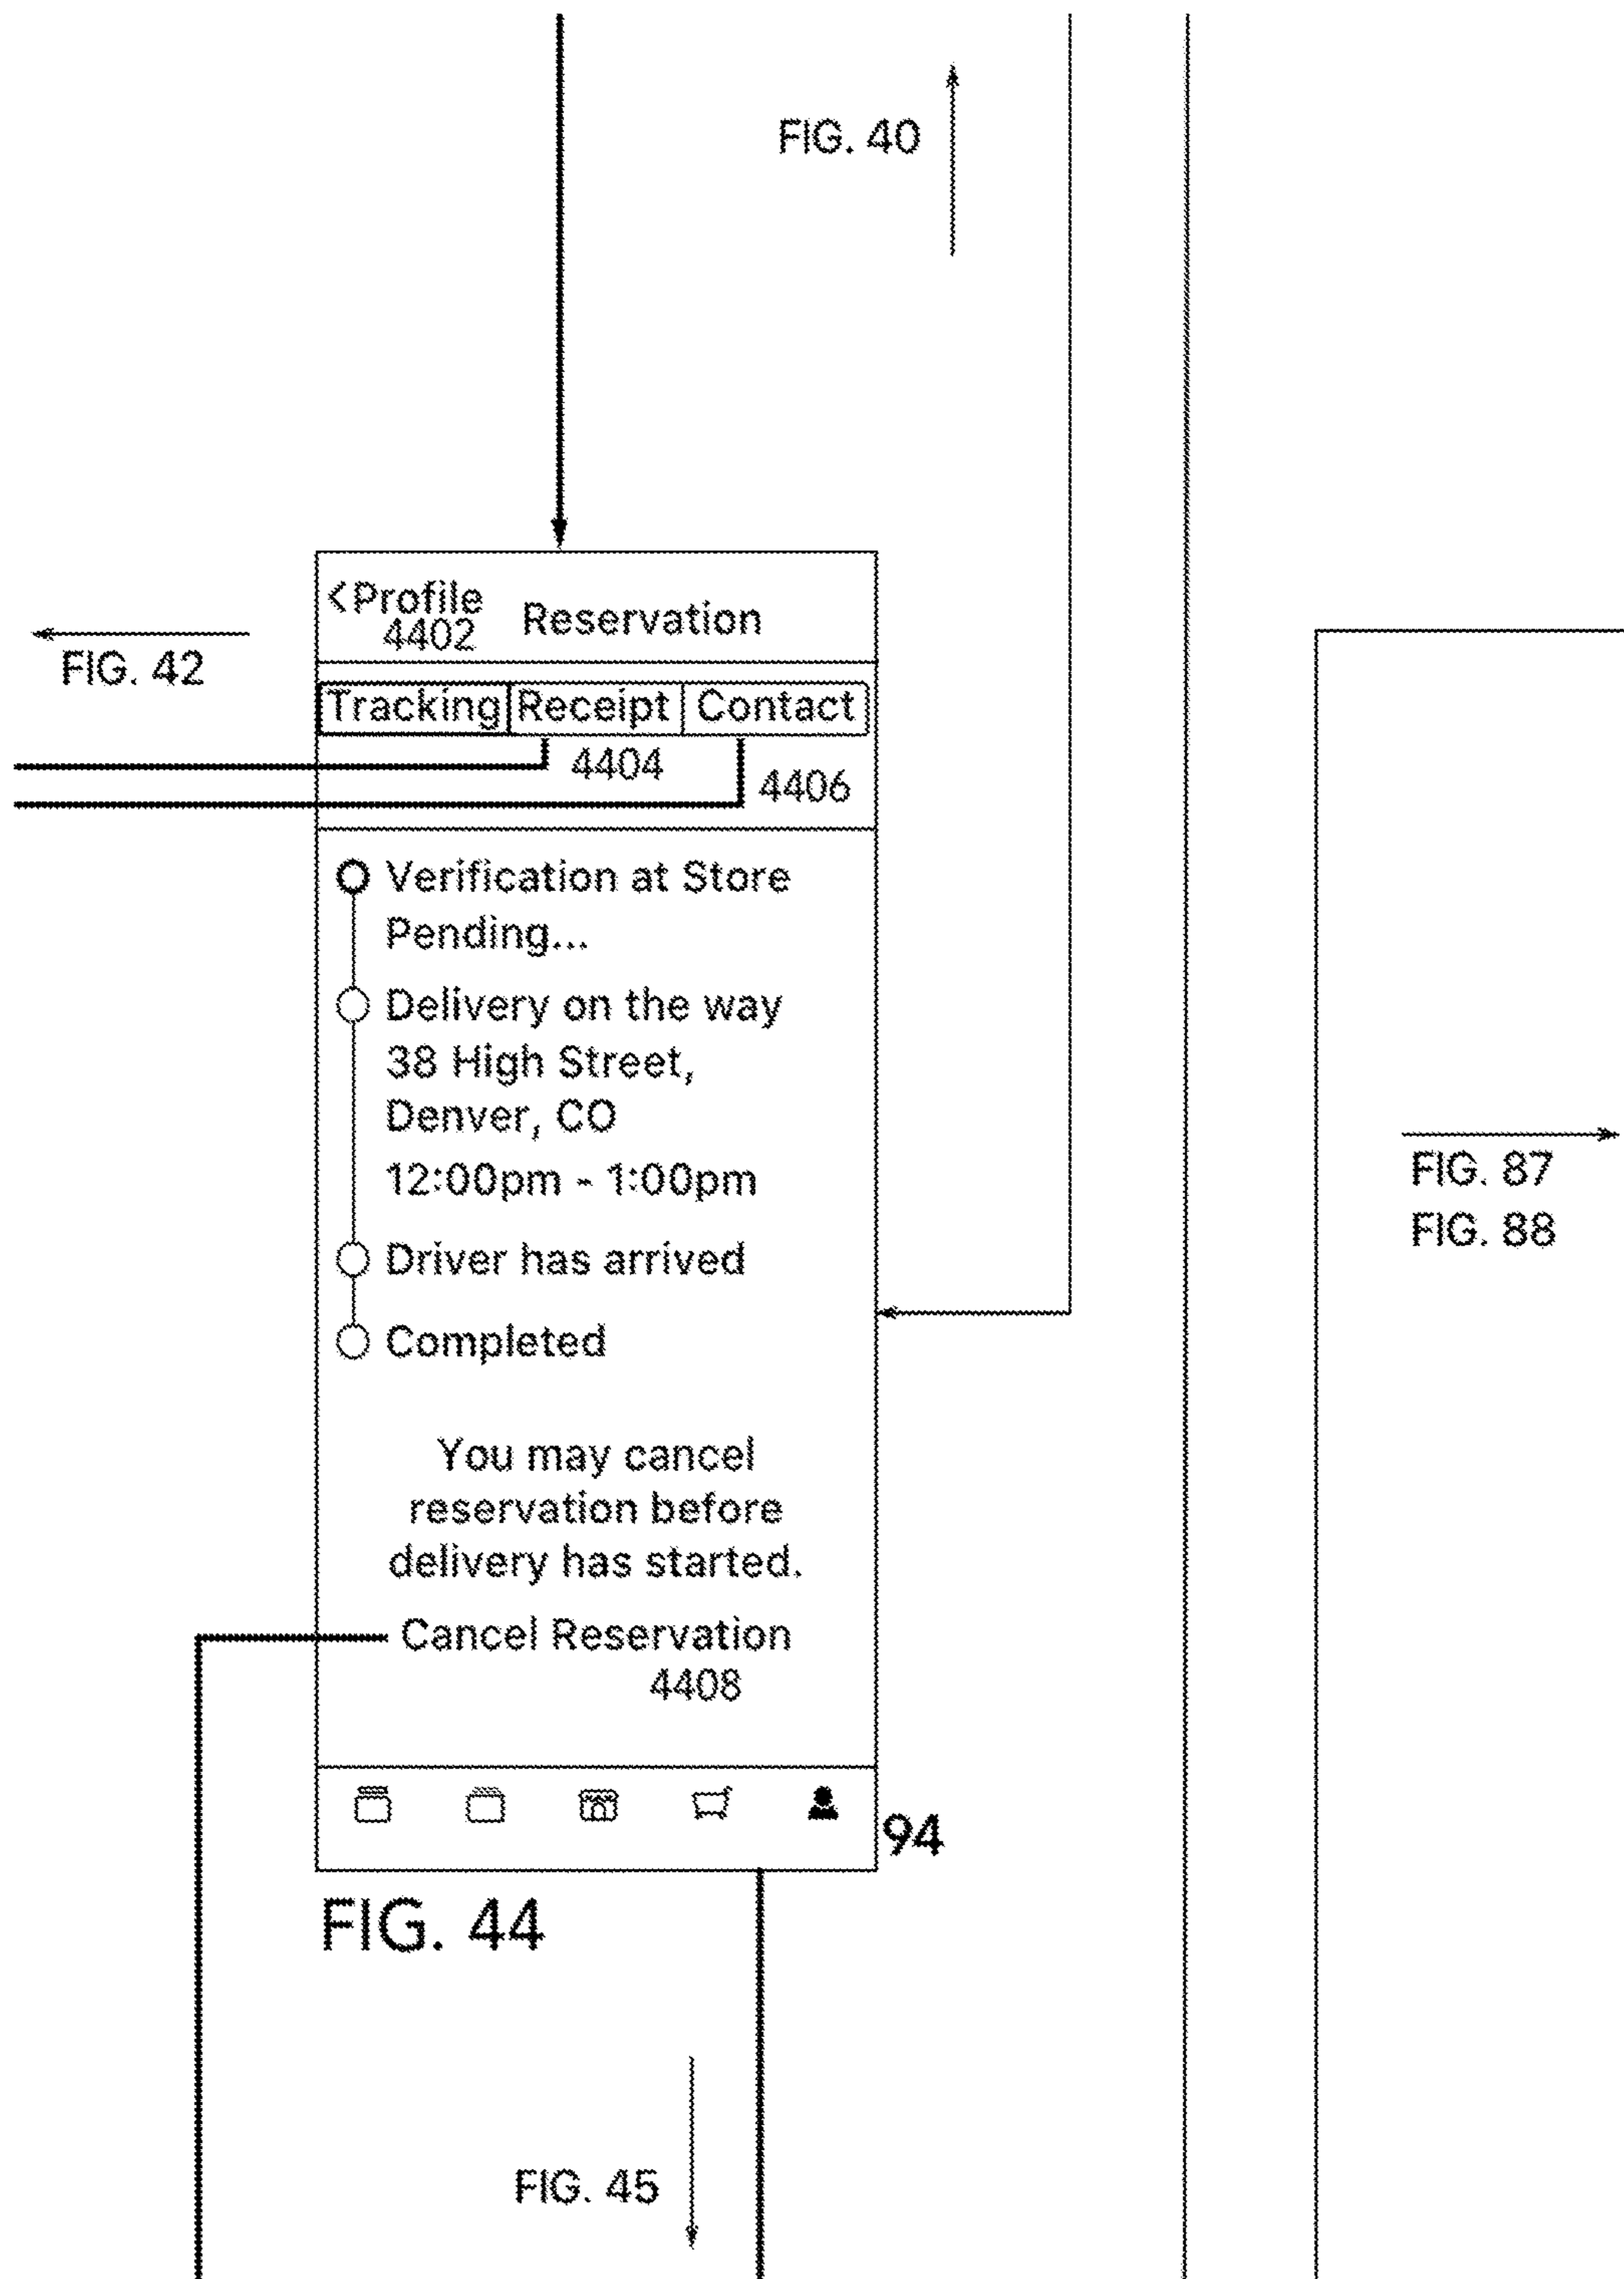 FIG. 40
<Profile
4402
Reservation
FIG. 42
Tracking Receipt Contact
4404
4406
Verification at Store
Pending...
Delivery on the way
38 High Street,
Denver, CO
12:00pm - 1:00pm
FIG. 87
FIG. 88
Driver has arrived
Completed
You may cancel
reservation before
delivery has started.
Cancel Reservation
4408
94
FIG. 44
FIG. 45